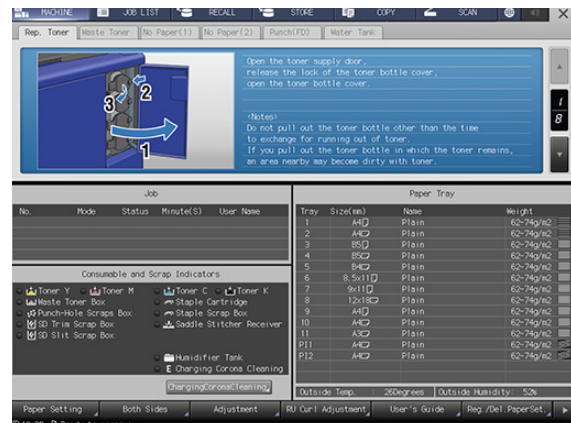 MACHINE JOB LIST RECALL STORE COPY SCAN
Rep. Toner Waste Toner No Paper(1) No Paper(2) Punch(FD) Water Tank
Open the toner supply door,
release the lock of the toner bottle cover,
open the toner bottle cover.
<Notes>
Do not pull out the toner bottle other than the time
to exchange for running out of toner.
If you pull out the toner bottle in which the toner remains,
an area nearby may become dirty with toner.
1
2
3
1
8
Job
No. Mode Status Minute(S) User Name
Consumable and Scrap Indicators
Toner Y Toner M Toner C Toner K
Waste Toner Box Staple Cartridge
Punch-Hole Scraps Box Staple Scrap Box
SD Trim Scrap Box Saddle Stitcher Receiver
SD Slit Scrap Box
Humidifier Tank
E Charging Corona Cleaning
ChargingCoronaCleaning
Paper Tray
Tray Size(mm) Name Weight
1 A4 Plain 62-74g/m2
2 A4 Plain 62-74g/m2
3 B5 Plain 62-74g/m2
4 B5 Plain 62-74g/m2
5 B4 Plain 62-74g/m2
6 8.5x11 Plain 62-74g/m2
7 9x11 Plain 62-74g/m2
8 12x18 Plain 62-74g/m2
9 A4 Plain 62-74g/m2
10 A4 Plain 62-74g/m2
11 A3 Plain 62-74g/m2
PI1 A4 Plain 62-74g/m2
PI2 A4 Plain 62-74g/m2
Outside Temp. : 26Degrees Outside Humidity: 52%
Paper Setting Both Sides Adjustment RU Curl Adjustment User's Guide Reg./Del.PaperSet.